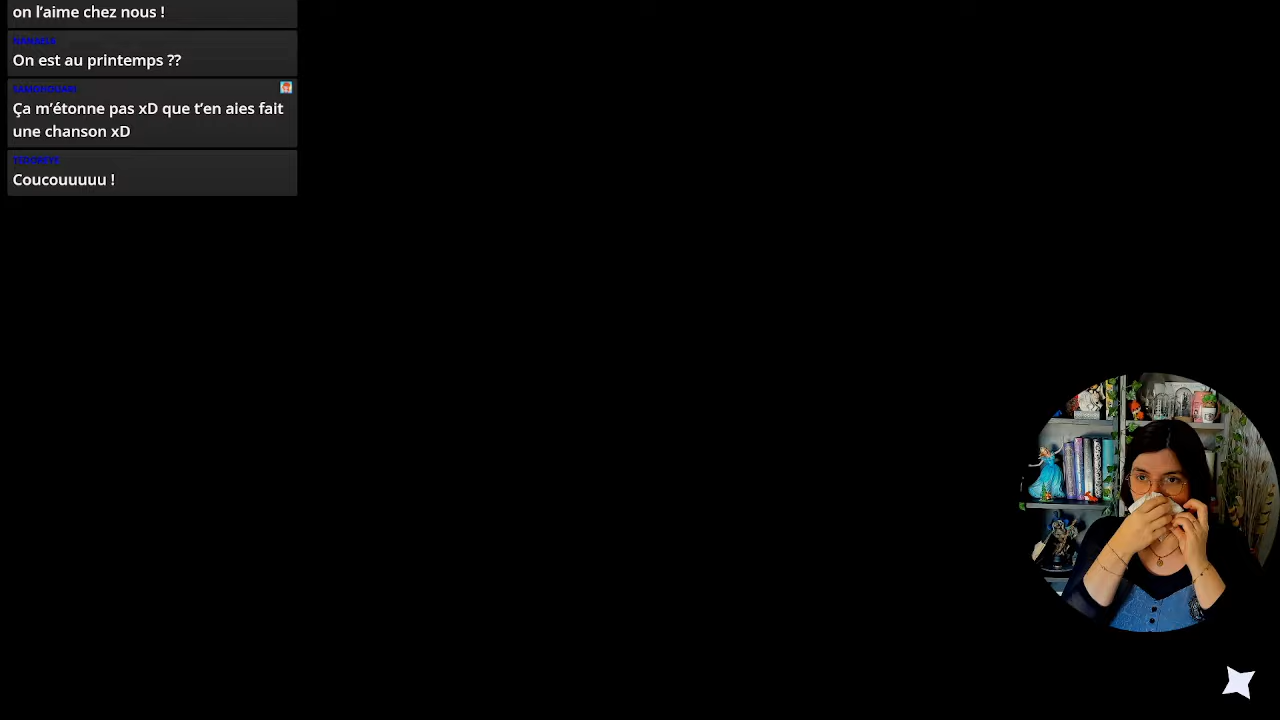 on l’aime chez nous !
On est au printemps ??
Ça m’étonne pas xD que t’en aies fait
une chanson xD
Coucouuuuu !